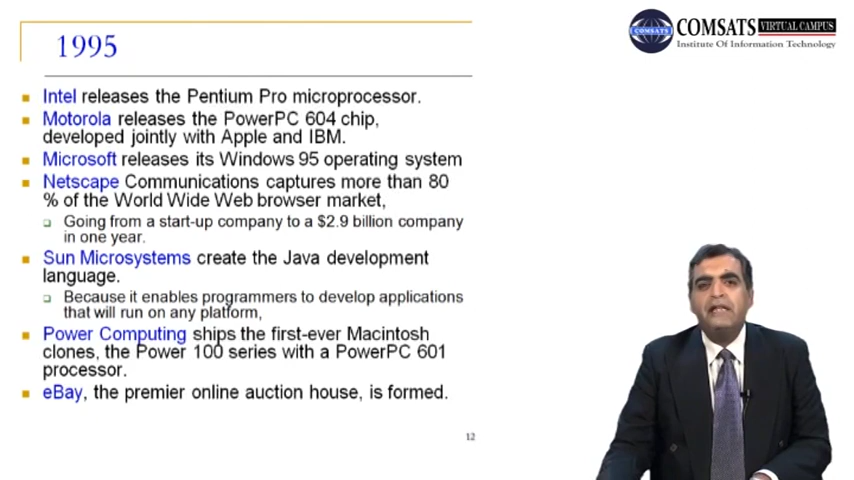 1995
COMSATS VIRTUAL CAMPUS
COMSATS
Institute Of Information Technology
Intel releases the Pentium Pro microprocessor.
Motorola releases the PowerPC 604 chip,
developed jointly with Apple and IBM.
Microsoft releases its Windows 95 operating system
Netscape Communications captures more than 80
% of the World Wide Web browser market,
Going from a start-up company to a $2.9 billion company
in one year.
Sun Microsystems create the Java development
language.
Because it enables programmers to develop applications
that will run on any platform,
Power Computing ships the first-ever Macintosh
clones, the Power 100 series with a PowerPC 601
processor.
eBay, the premier online auction house, is formed.
12